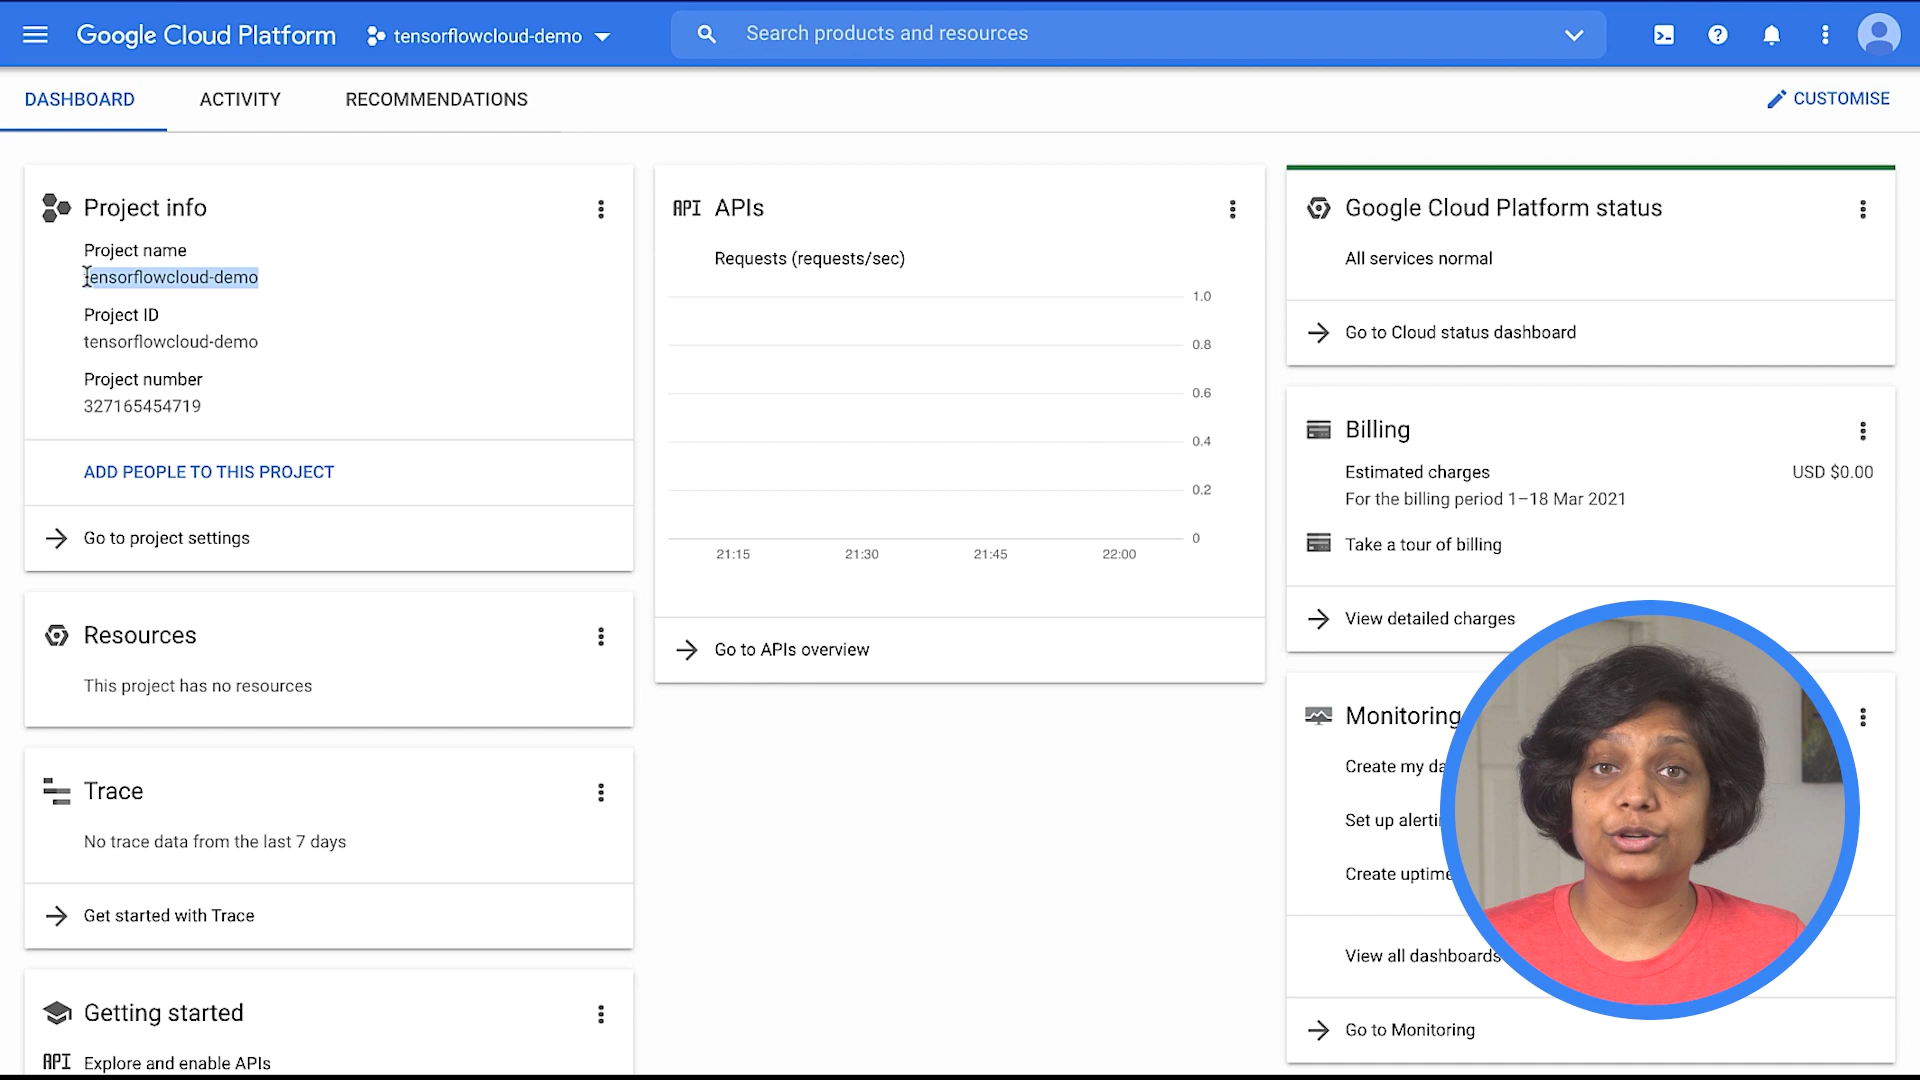 Google Cloud Platform
tensorflowcloud-demo
Search products and resources
DASHBOARD
ACTIVITY
RECOMMENDATIONS
CUSTOMISE
Project info
Project name
tensorflowcloud-demo
Project ID
tensorflowcloud-demo
Project number
327165454719
ADD PEOPLE TO THIS PROJECT
Go to project settings
Resources
This project has no resources
Trace
No trace data from the last 7 days
Get started with Trace
Getting started
API Explore and enable APIs
API APIs
Requests (requests/sec)
1.0
0.8
0.6
0.4
0.2
0
21:15 21:30 21:45 22:00
Go to APIs overview
Google Cloud Platform status
All services normal
Go to Cloud status dashboard
Billing
Estimated charges USD $0.00
For the billing period 1–18 Mar 2021
Take a tour of billing
View detailed charges
Monitoring
Create my da
Set up alerti
Create uptime
View all dashboards
Go to Monitoring